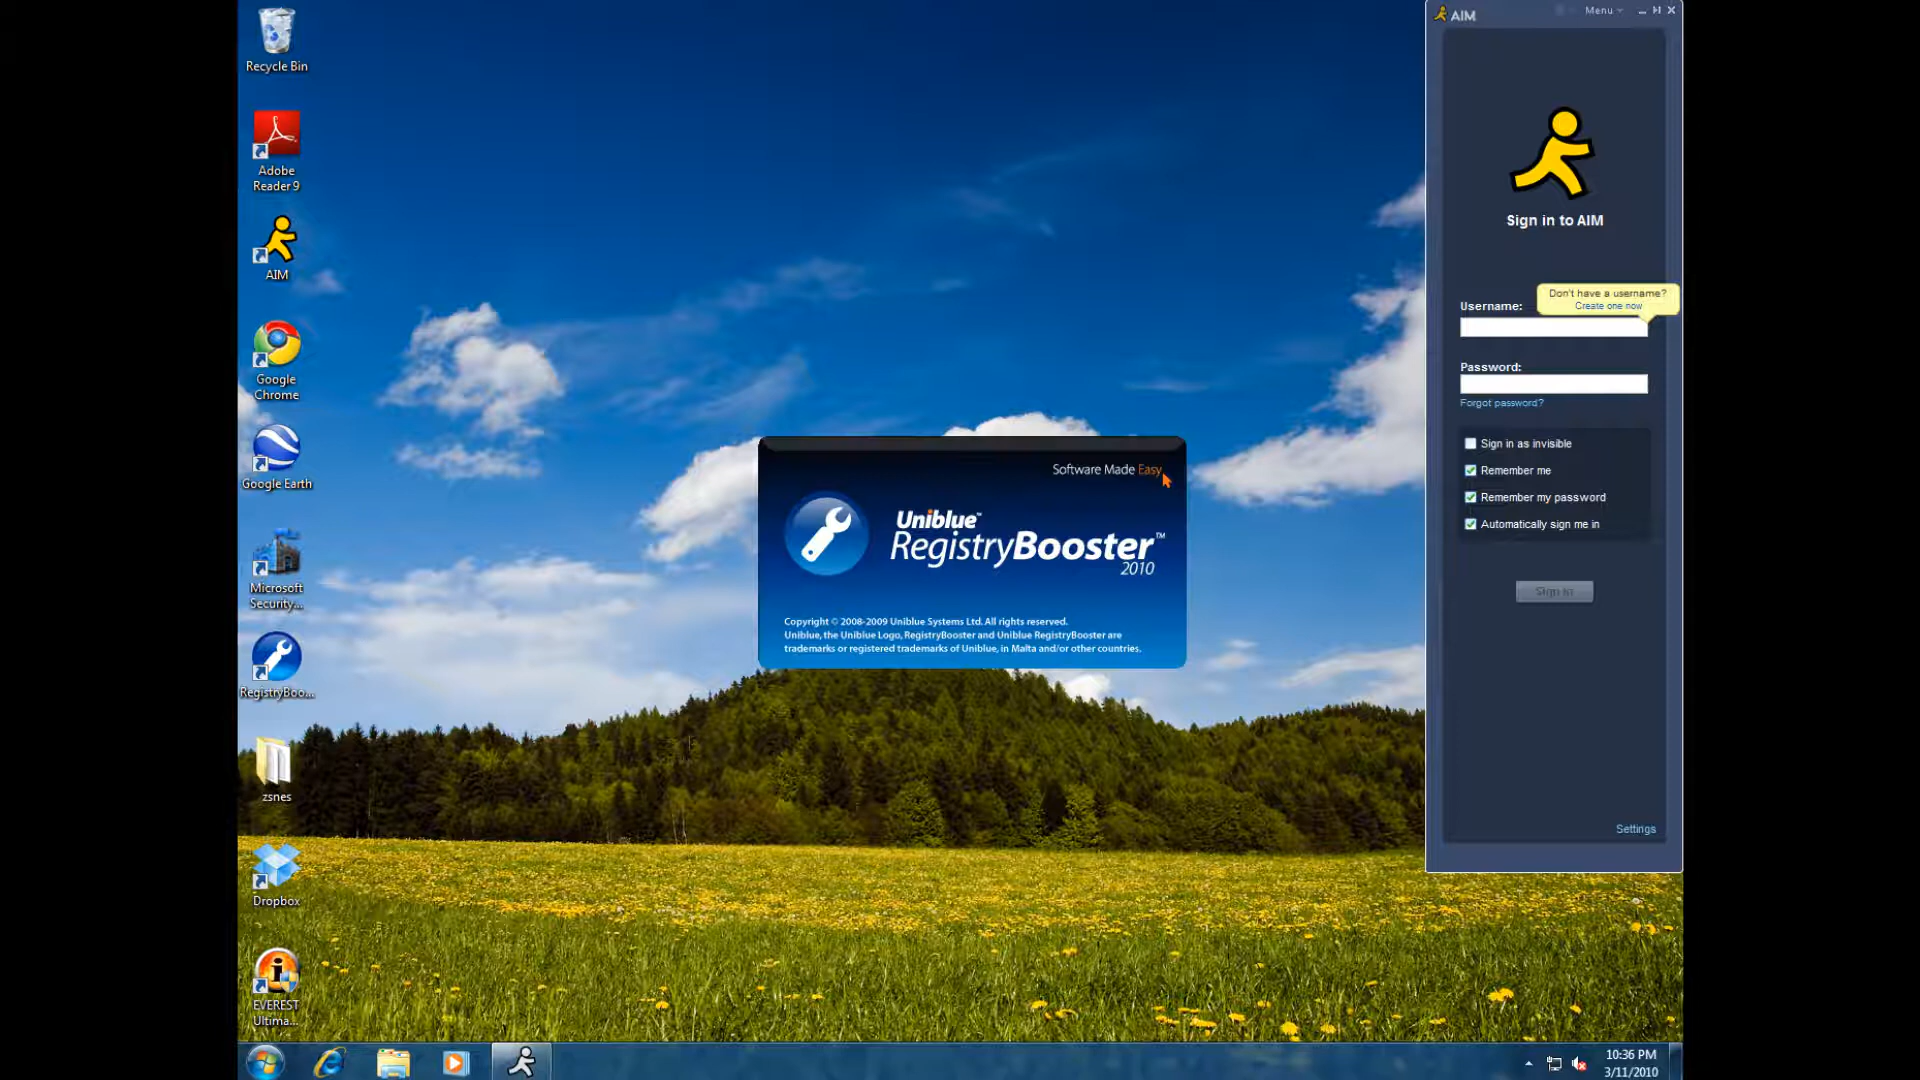 Recycle Bin
Adobe
Reader 9
AIM
Google
Chrome
Google Earth
Microsoft
Security...
RegistryBoo...
zsnes
Dropbox
EVEREST
Ultima...
Software Made Easy
Uniblue™
RegistryBooster™
2010
Copyright © 2008-2009 Uniblue Systems Ltd. All rights reserved.
Uniblue, the Uniblue Logo, RegistryBooster and Uniblue RegistryBooster are
trademarks or registered trademarks of Uniblue, in Malta and/or other countries.
AIM
Menu
Sign in to AIM
Don't have a username?
Create one now
Username:
Password:
Forgot password?
Sign in as invisible
Remember me
Remember my password
Automatically sign me in
Sign In
Settings
10:36 PM
3/11/2010